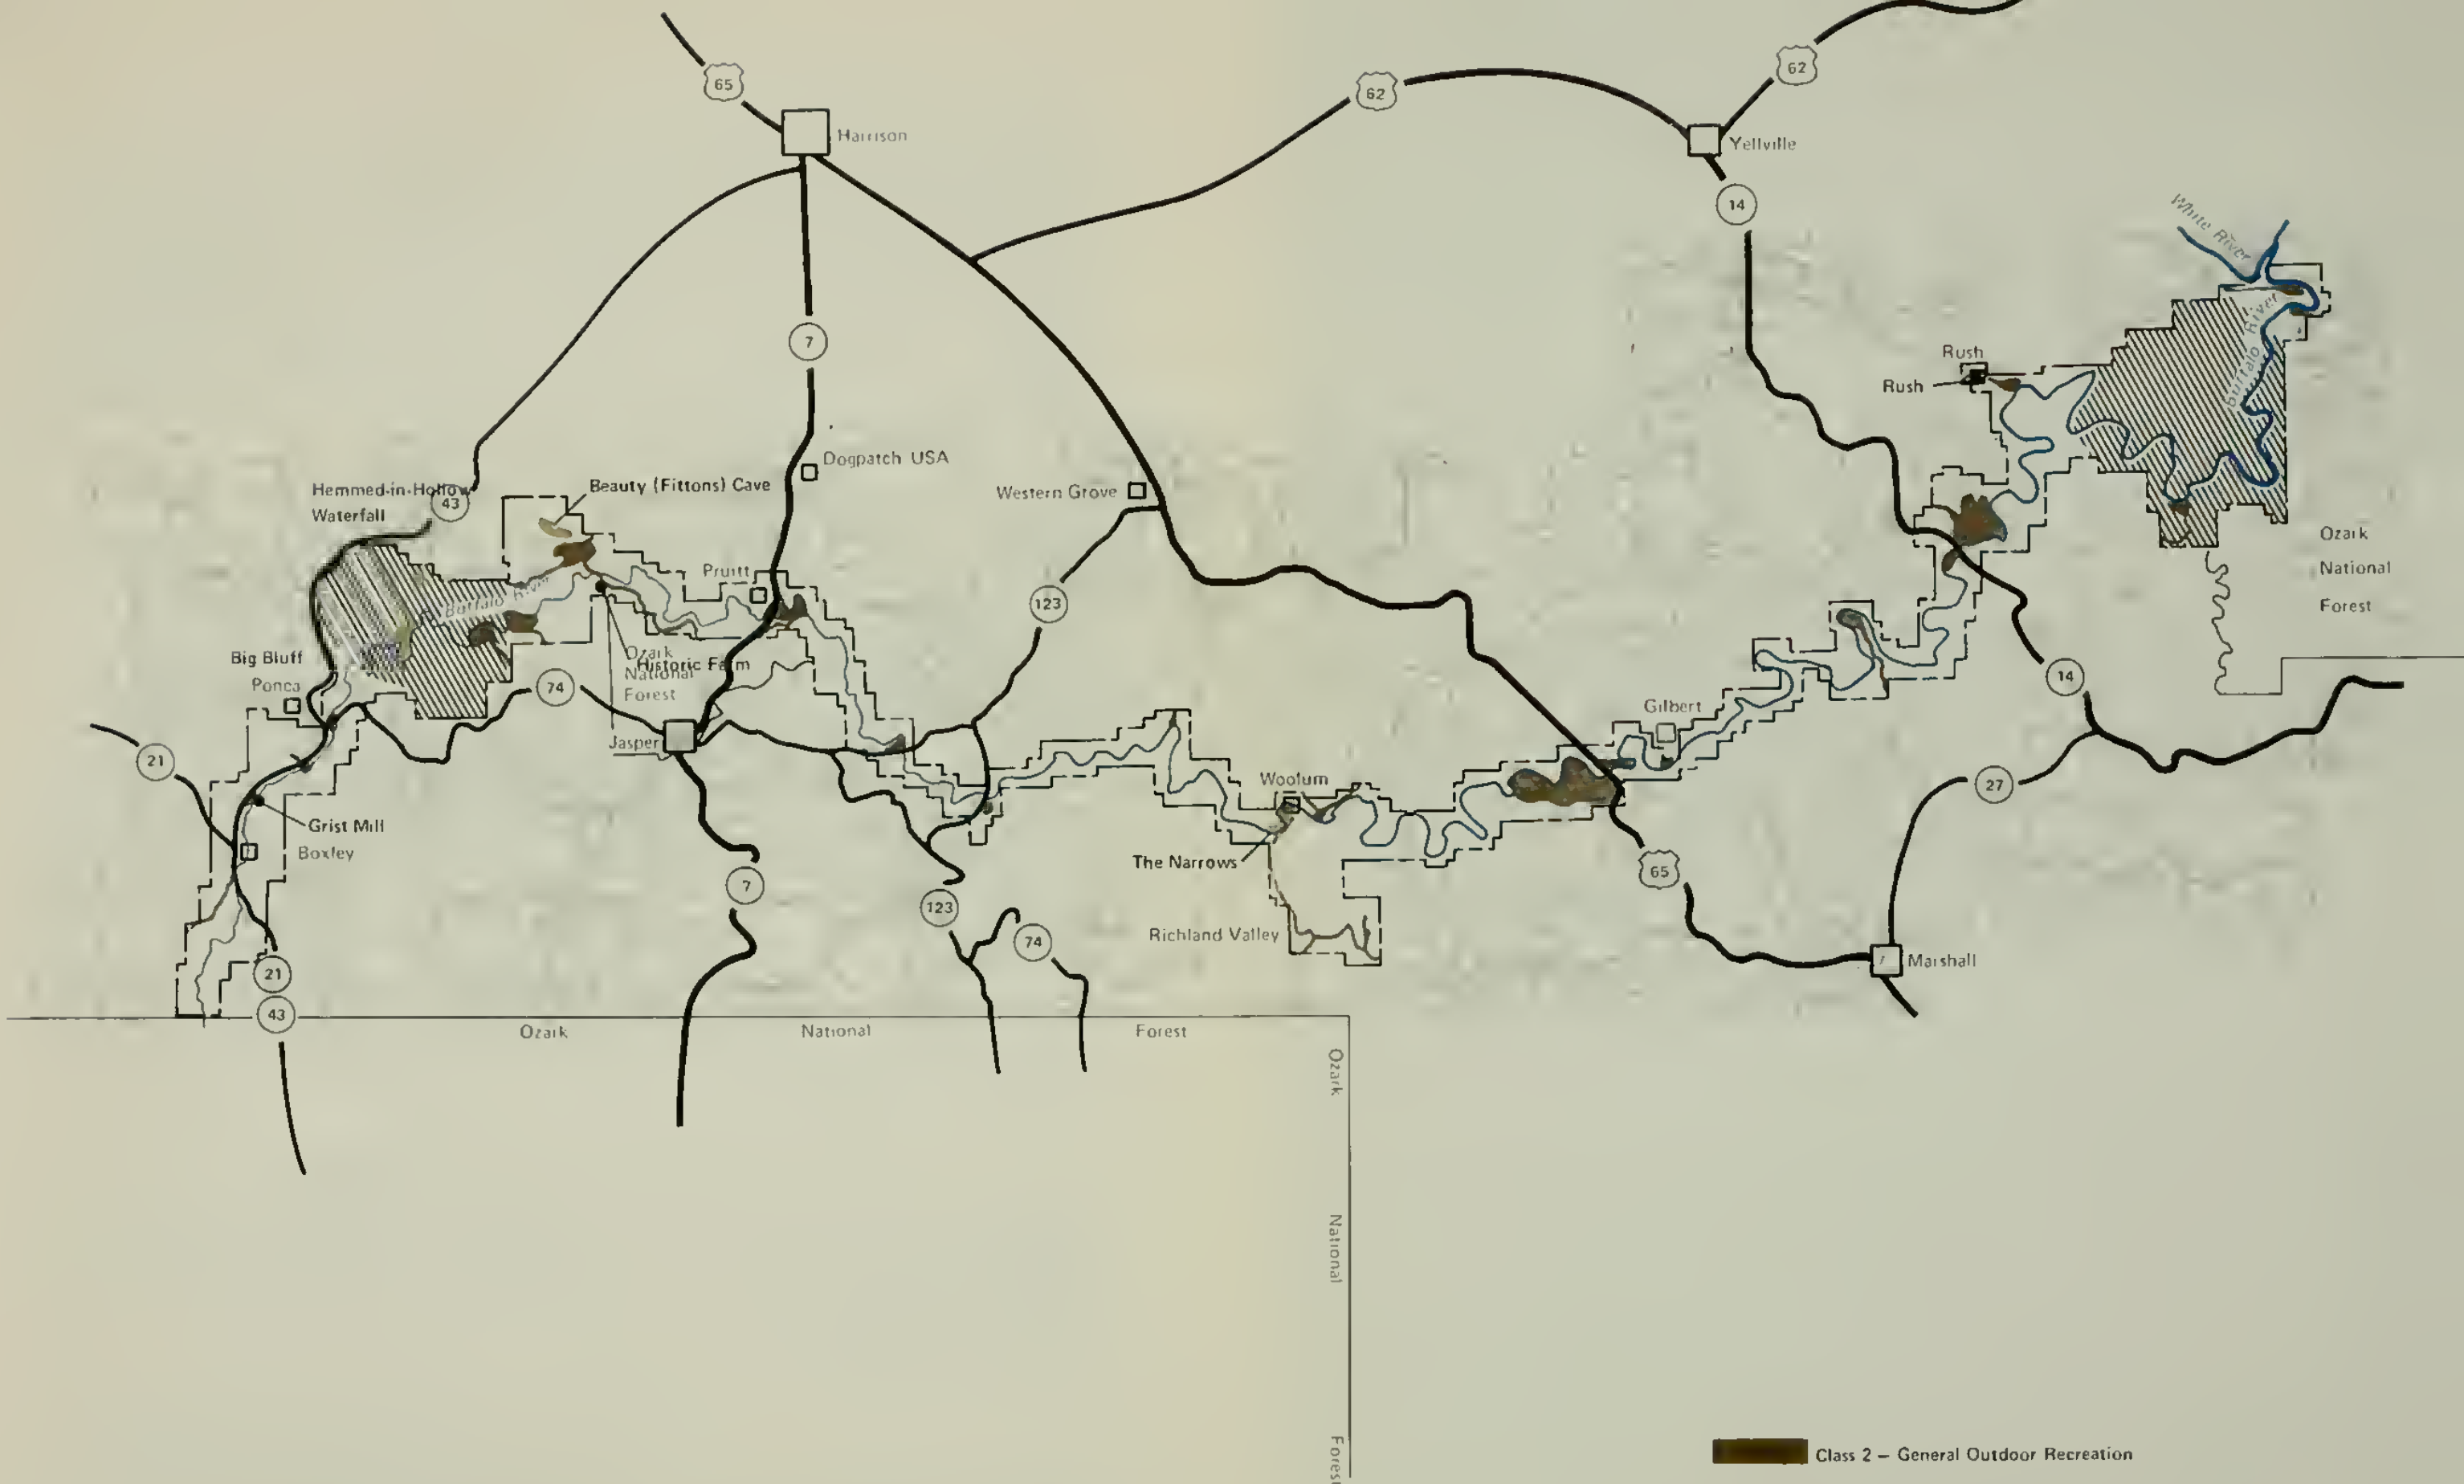 65
62
62
Harrison
Yellville
14
White River
7
Buffalo River
Rush
Rush
Dogpatch USA
Hemmed-in-Hollow
Waterfall
43
Beauty (Fittons) Cave
Western Grove
Ozark
National
Forest
Pruitt
123
Buffalo River
Big Bluff
Ponca
74
Ozark
National
Forest
Historic Farm
14
Gilbert
Jasper
21
Woolum
27
Grist Mill
Boxley
The Narrows
65
7
123
74
Richland Valley
Marshall
21
43
Ozark National Forest
Ozark National Forest
Class 2 – General Outdoor Recreation